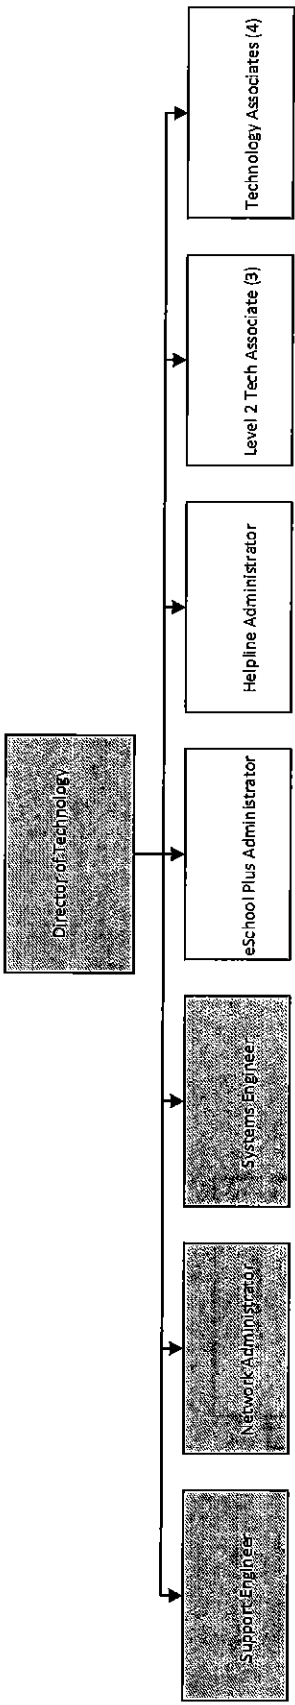 Director of Technology
Support Engineer
Network Administrator
Systems Engineer
eSchool Plus Administrator
Helpline Administrator
Level 2 Tech Associate (3)
Technology Associates (4)